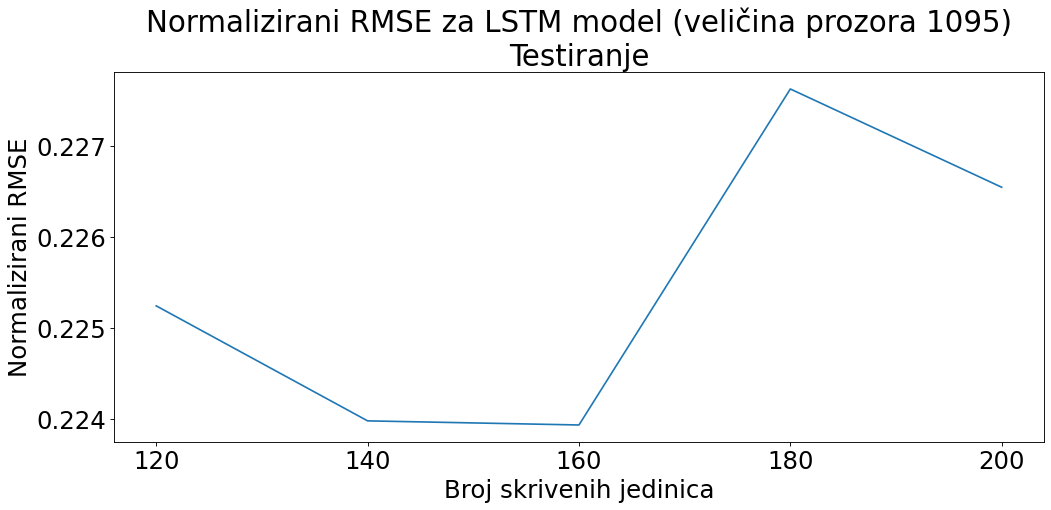 Normalizirani RMSE za LSTM model (veličina prozora 1095)
Testiranje
Normalizirani RMSE
0.227
0.226
0.225
0.224
120 140 160 180 200
Broj skrivenih jedinica